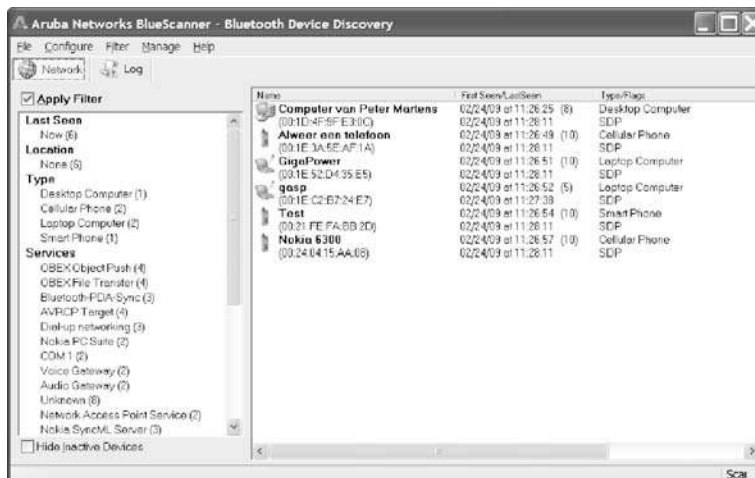 Aruba Networks BlueScanner - Bluetooth Device Discovery
File Configure Filter Manage Help
Network Log
Apply Filter
Last Seen
Now (6)
Location
None (6)
Type
Desktop Computer (1)
Cellular Phone (2)
Laptop Computer (2)
Smart Phone (1)
Services
OBEX Object Push (4)
OBEX File Transfer (4)
Bluetooth-PDA-Sync (3)
AVRCP Target (4)
Dial-up networking (3)
Nokia PC Suite (2)
COM 1 (2)
Voice Gateway (2)
Audio Gateway (2)
Unknown (8)
Network Access Point Service (2)
Nokia SyncML Server (3)
Hide Inactive Devices
Name First Seen/LastSeen Type/Flags
Computer van Peter Martens 02/24/09 at 11:26:25 (8) Desktop Computer
(00:1D:4F:9F:E3:0C) 02/24/09 at 11:28:11 SDP
Alweer een telefoon 02/24/09 at 11:26:49 (10) Cellular Phone
(00:1E:3A:5E:AF:1A) 02/24/09 at 11:28:11 SDP
GigaPower 02/24/09 at 11:26:51 (10) Laptop Computer
(00:1E:52:D4:35:E5) 02/24/09 at 11:28:11 SDP
gasp 02/24/09 at 11:26:52 (5) Laptop Computer
(00:1E:C2:B7:24:E7) 02/24/09 at 11:27:38 SDP
Test 02/24/09 at 11:26:54 (10) Smart Phone
(00:21:FE:FA:BB:2D) 02/24/09 at 11:28:11 SDP
Nokia 6300 02/24/09 at 11:26:57 (10) Cellular Phone
(00:24:04:15:AA:08) 02/24/09 at 11:28:11 SDP
Scar